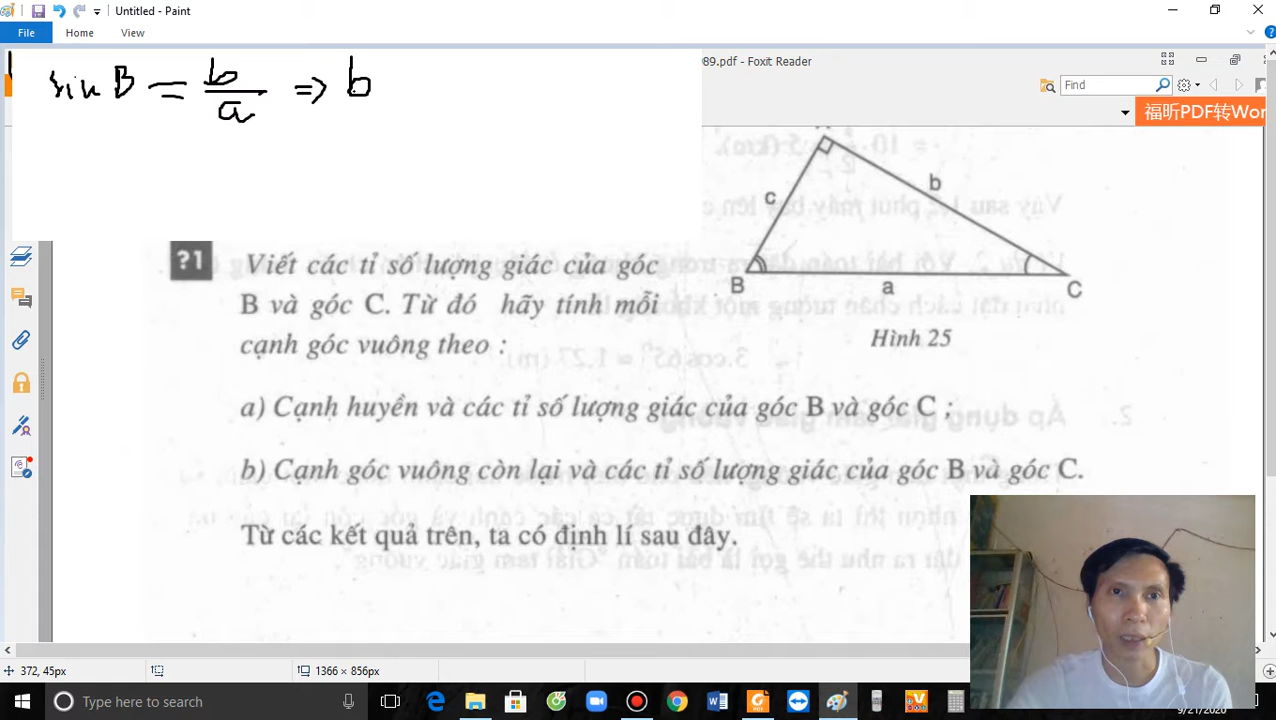 Untitled - Paint
File Home View
sin B = b/a => b
989.pdf - Foxit Reader
Find
福昕PDF转Wor
c
b
B
a
C
Hình 25
?1 Viết các tỉ số lượng giác của góc
B và góc C. Từ đó hãy tính mỗi
cạnh góc vuông theo :
a) Cạnh huyền và các tỉ số lượng giác của góc B và góc C ;
b) Cạnh góc vuông còn lại và các tỉ số lượng giác của góc B và góc C.
Từ các kết quả trên, ta có định lí sau đây.
372, 45px
1366 × 856px
Type here to search
9/21/2020